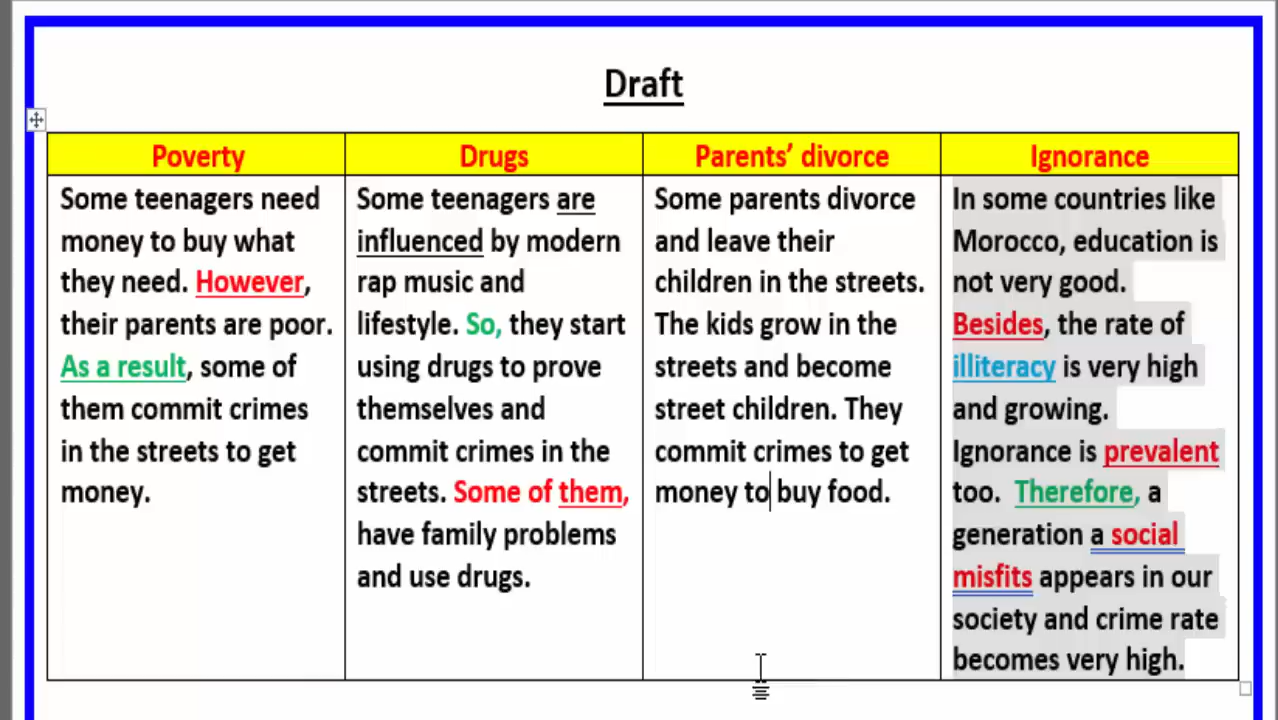 Draft
Poverty
Some teenagers need
money to buy what
they need. However,
their parents are poor.
As a result, some of
them commit crimes
in the streets to get
money.
Drugs
Some teenagers are
influenced by modern
rap music and
lifestyle. So, they start
using drugs to prove
themselves and
commit crimes in the
streets. Some of them,
have family problems
and use drugs.
Parents’ divorce
Some parents divorce
and leave their
children in the streets.
The kids grow in the
streets and become
street children. They
commit crimes to get
money to buy food.
Ignorance
In some countries like
Morocco, education is
not very good.
Besides, the rate of
illiteracy is very high
and growing.
Ignorance is prevalent
too. Therefore, a
generation a social
misfits appears in our
society and crime rate
becomes very high.